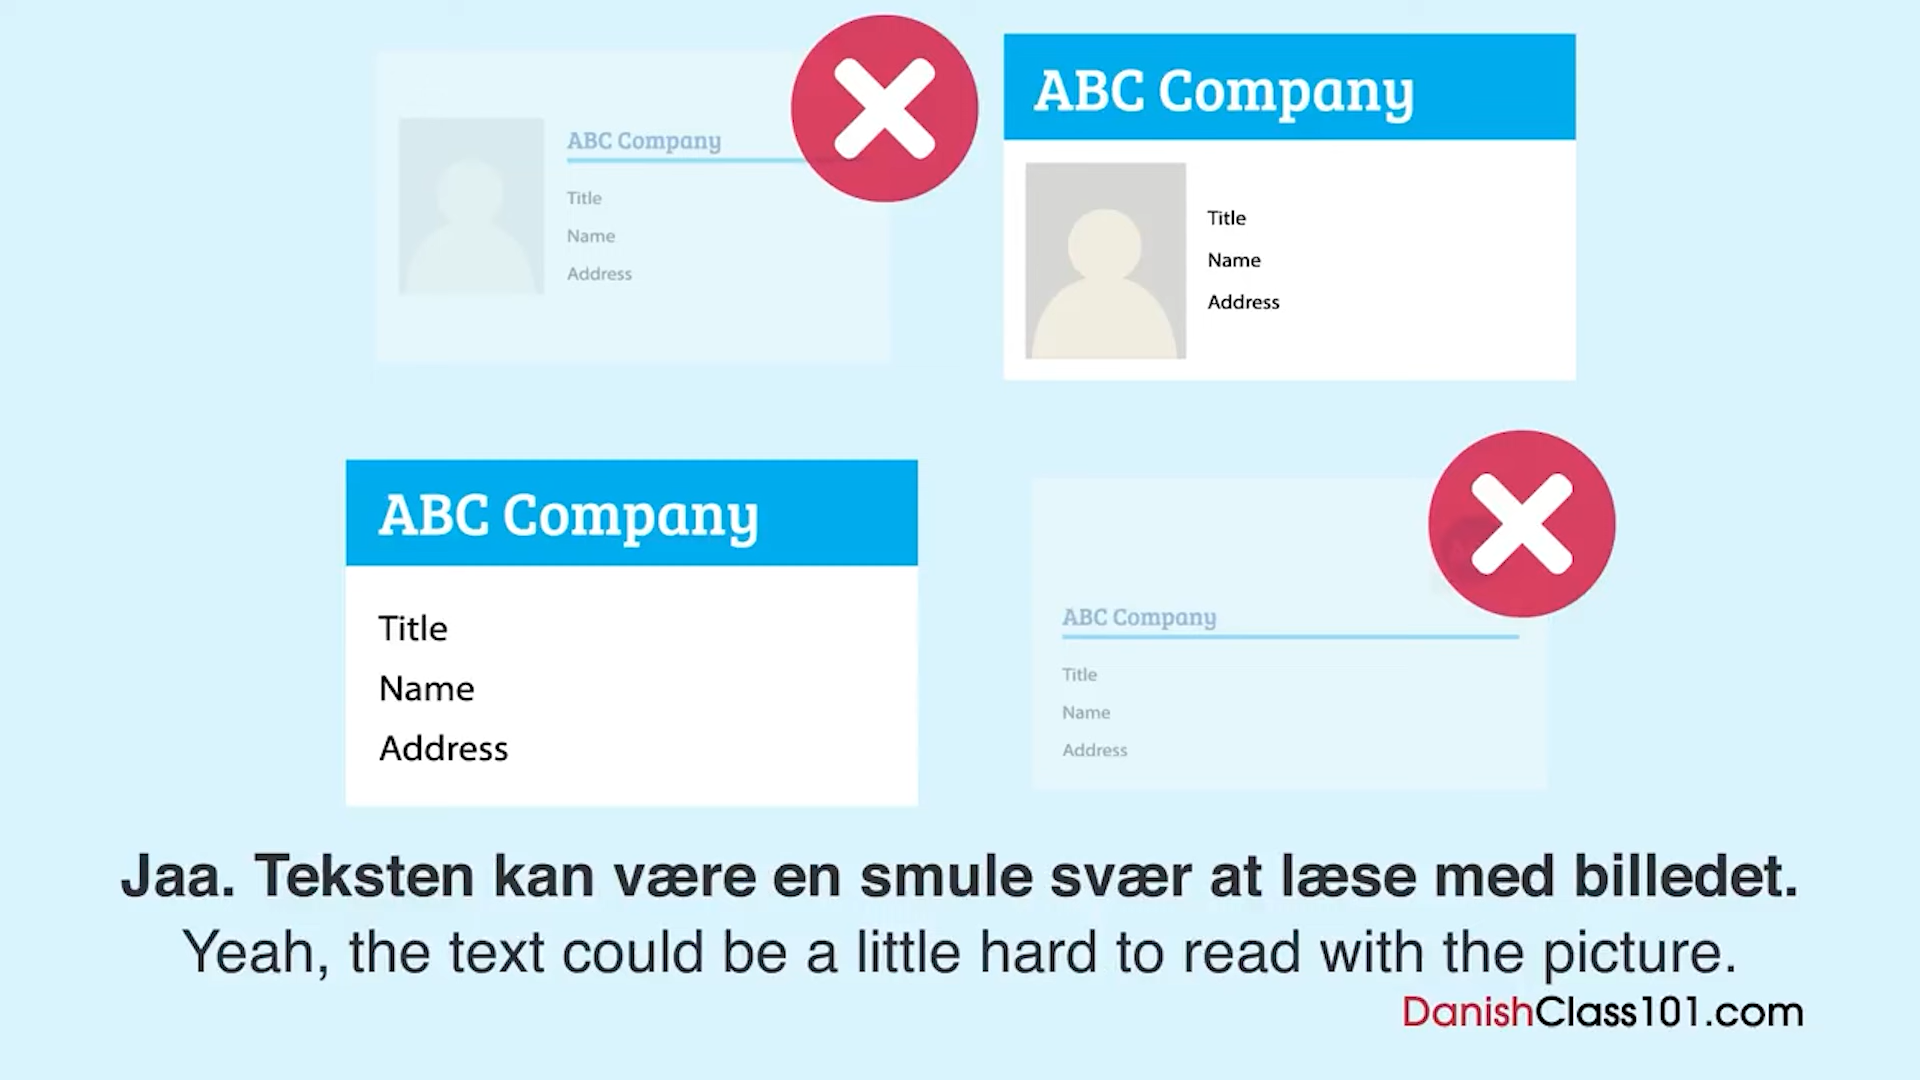 ABC Company
Title
Name
Address
ABC Company
Title
Name
Address
ABC Company
Title
Name
Address
ABC Company
Title
Name
Address
Jaa. Teksten kan være en smule svær at læse med billedet.
Yeah, the text could be a little hard to read with the picture.
DanishClass101.com